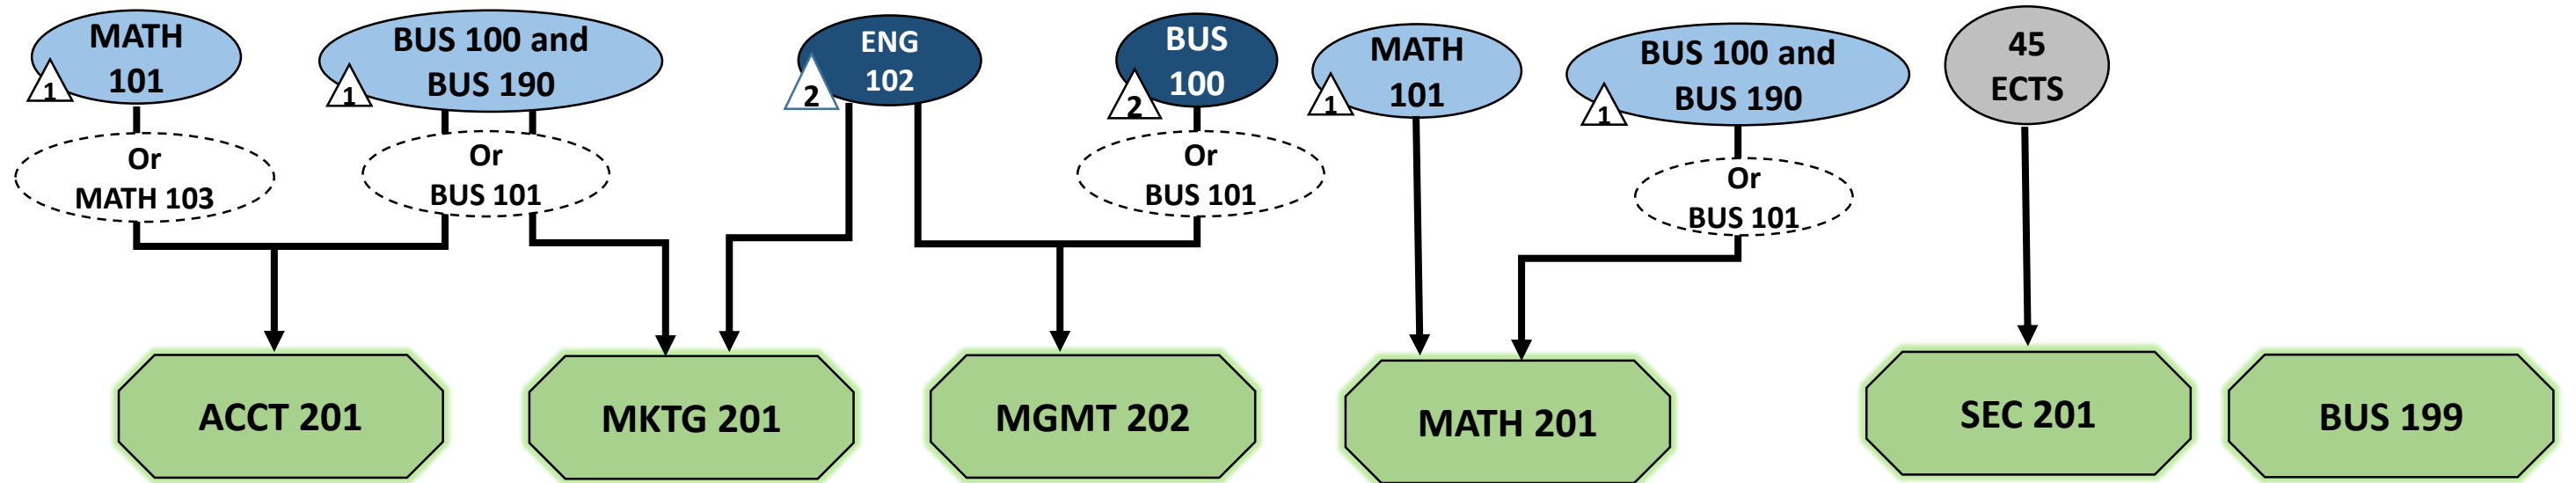 MATH
101
1
BUS 100 and
BUS 190
1
ENG
102
2
BUS
100
2
MATH
101
1
BUS 100 and
BUS 190
1
45
ECTS
Or
MATH 103
Or
BUS 101
Or
BUS 101
Or
BUS 101
ACCT 201
MKTG 201
MGMT 202
MATH 201
SEC 201
BUS 199